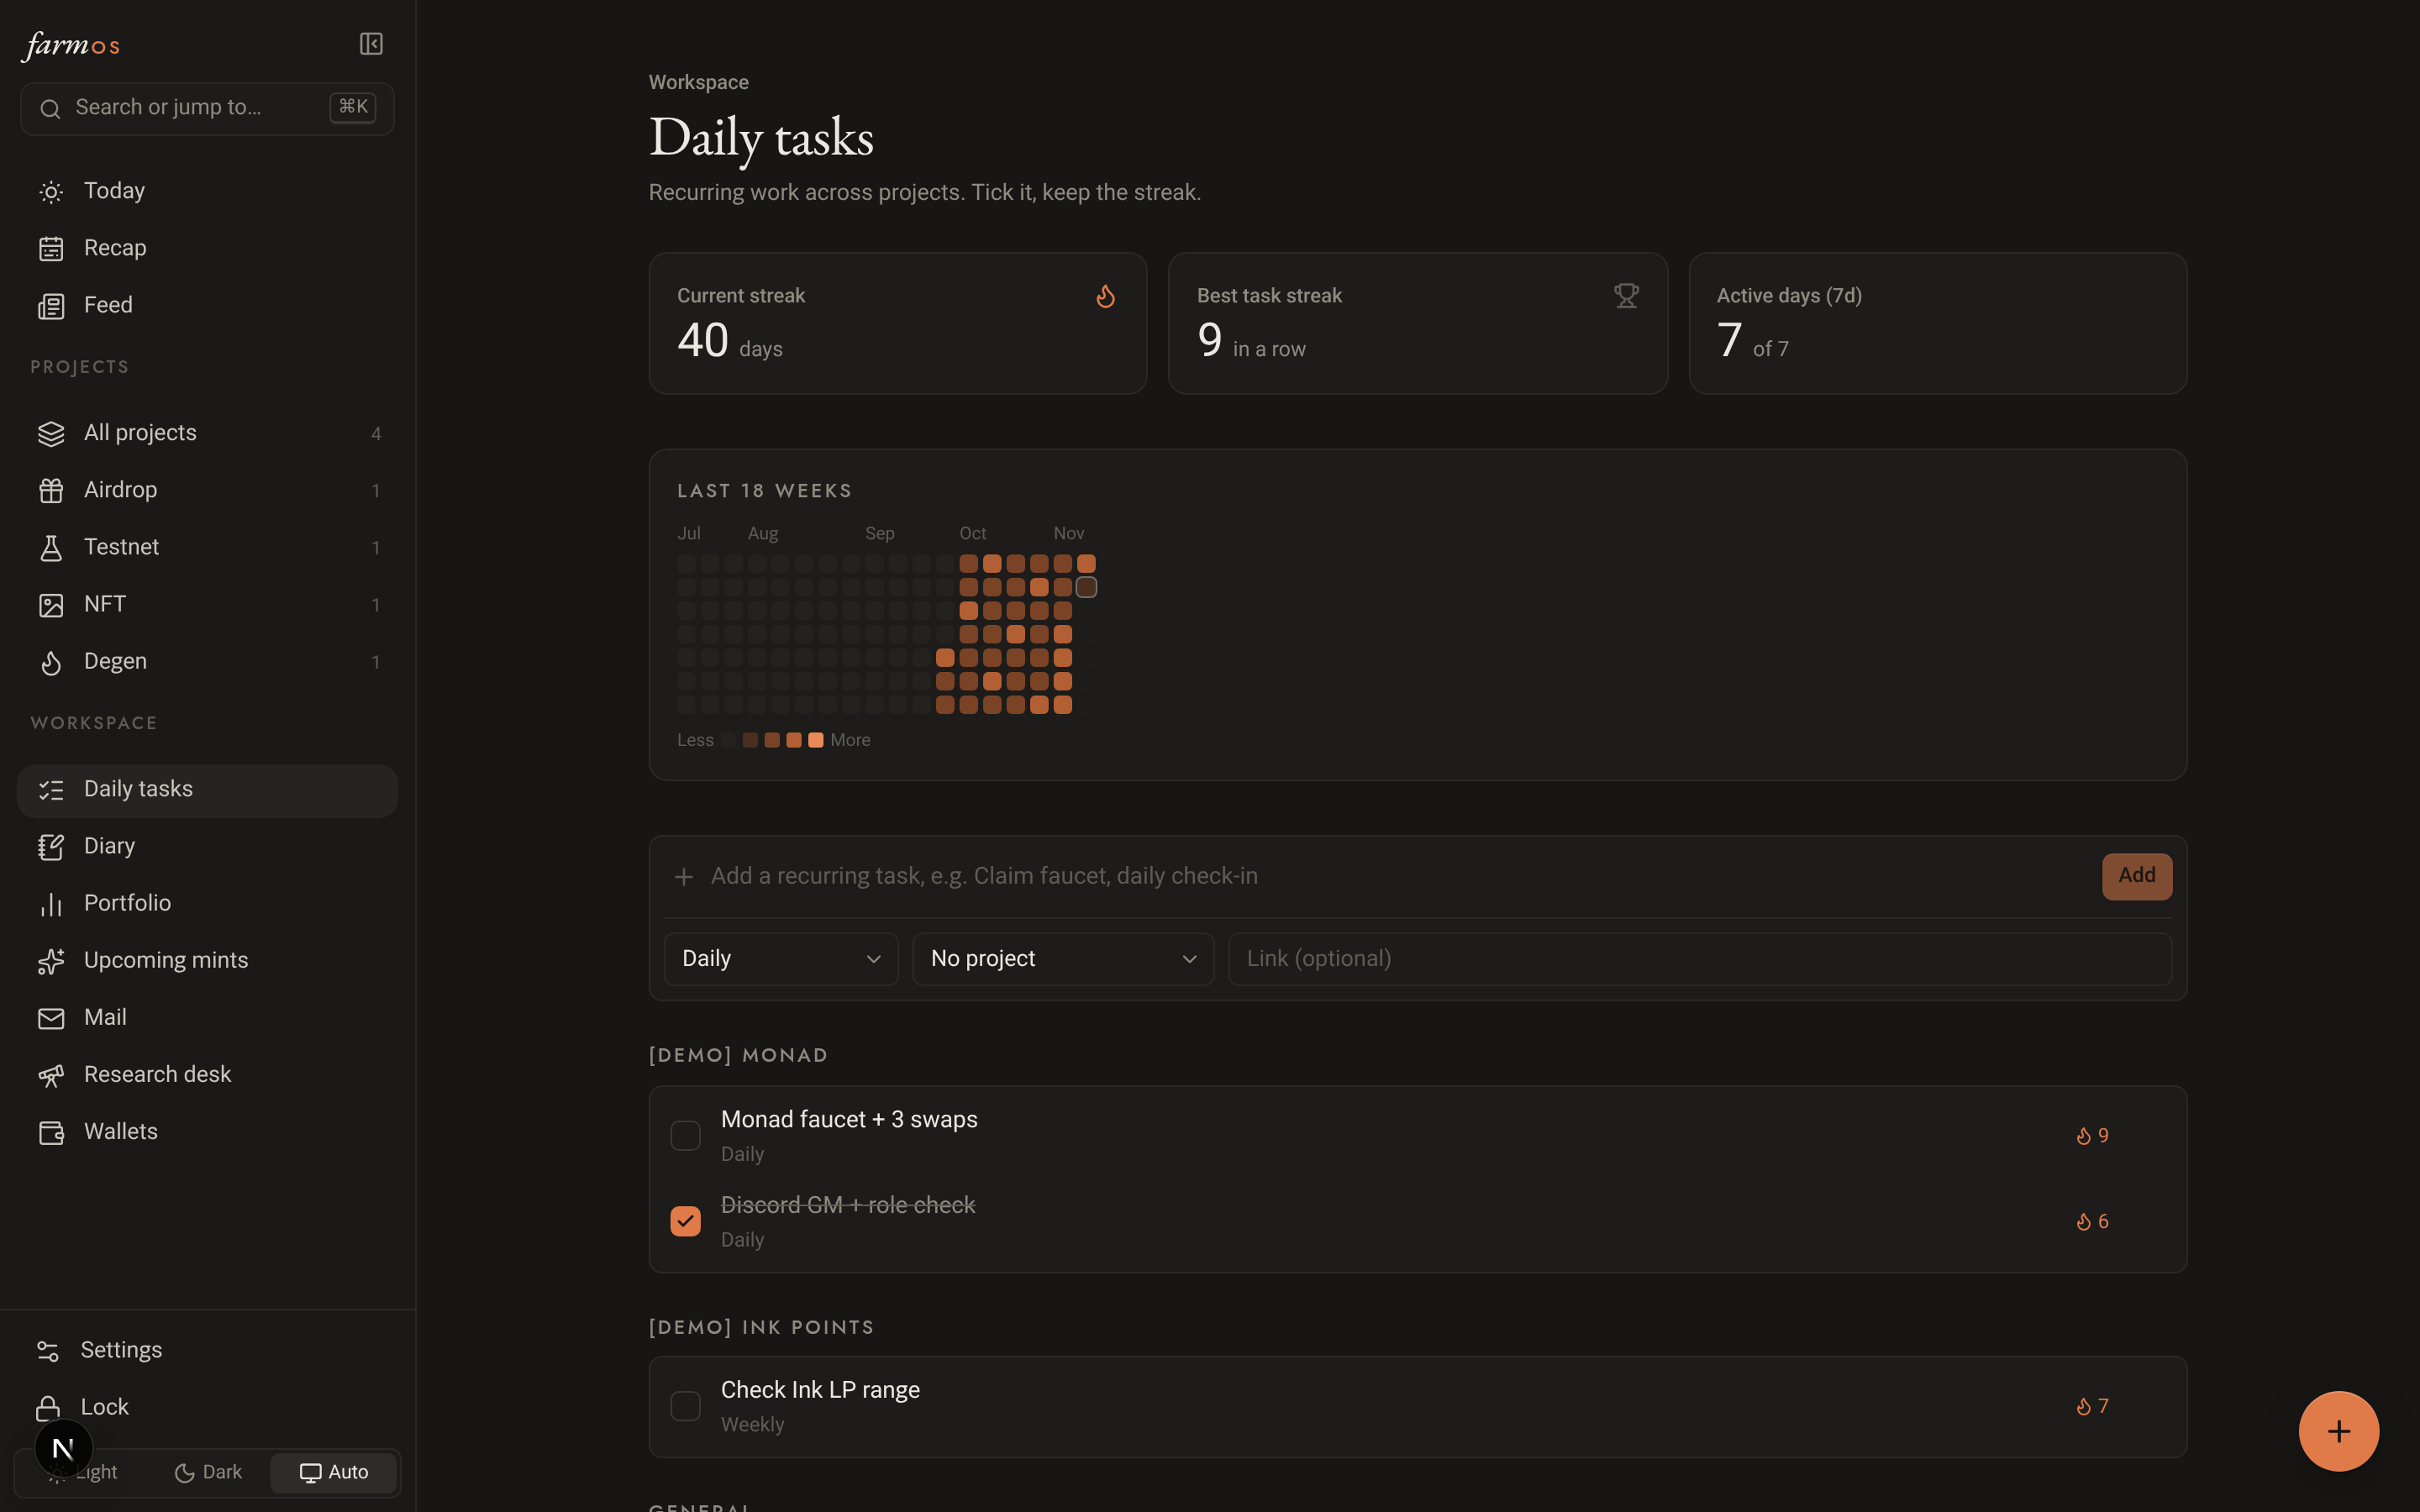 farmos
Search or jump to... ⌘K
Today
Recap
Feed
PROJECTS
All projects 4
Airdrop 1
Testnet 1
NFT 1
Degen 1
WORKSPACE
Daily tasks
Diary
Portfolio
Upcoming mints
Mail
Research desk
Wallets
Settings
Lock
N
Light Dark Auto
Workspace
Daily tasks
Recurring work across projects. Tick it, keep the streak.
Current streak
40 days
Best task streak
9 in a row
Active days (7d)
7 of 7
LAST 18 WEEKS
Jul Aug Sep Oct Nov
Less More
Add a recurring task, e.g. Claim faucet, daily check-in Add
Daily No project Link (optional)
[DEMO] MONAD
Monad faucet + 3 swaps
Daily
9
Discord GM + role check
Daily
6
[DEMO] INK POINTS
Check Ink LP range
Weekly
7
GENERAL